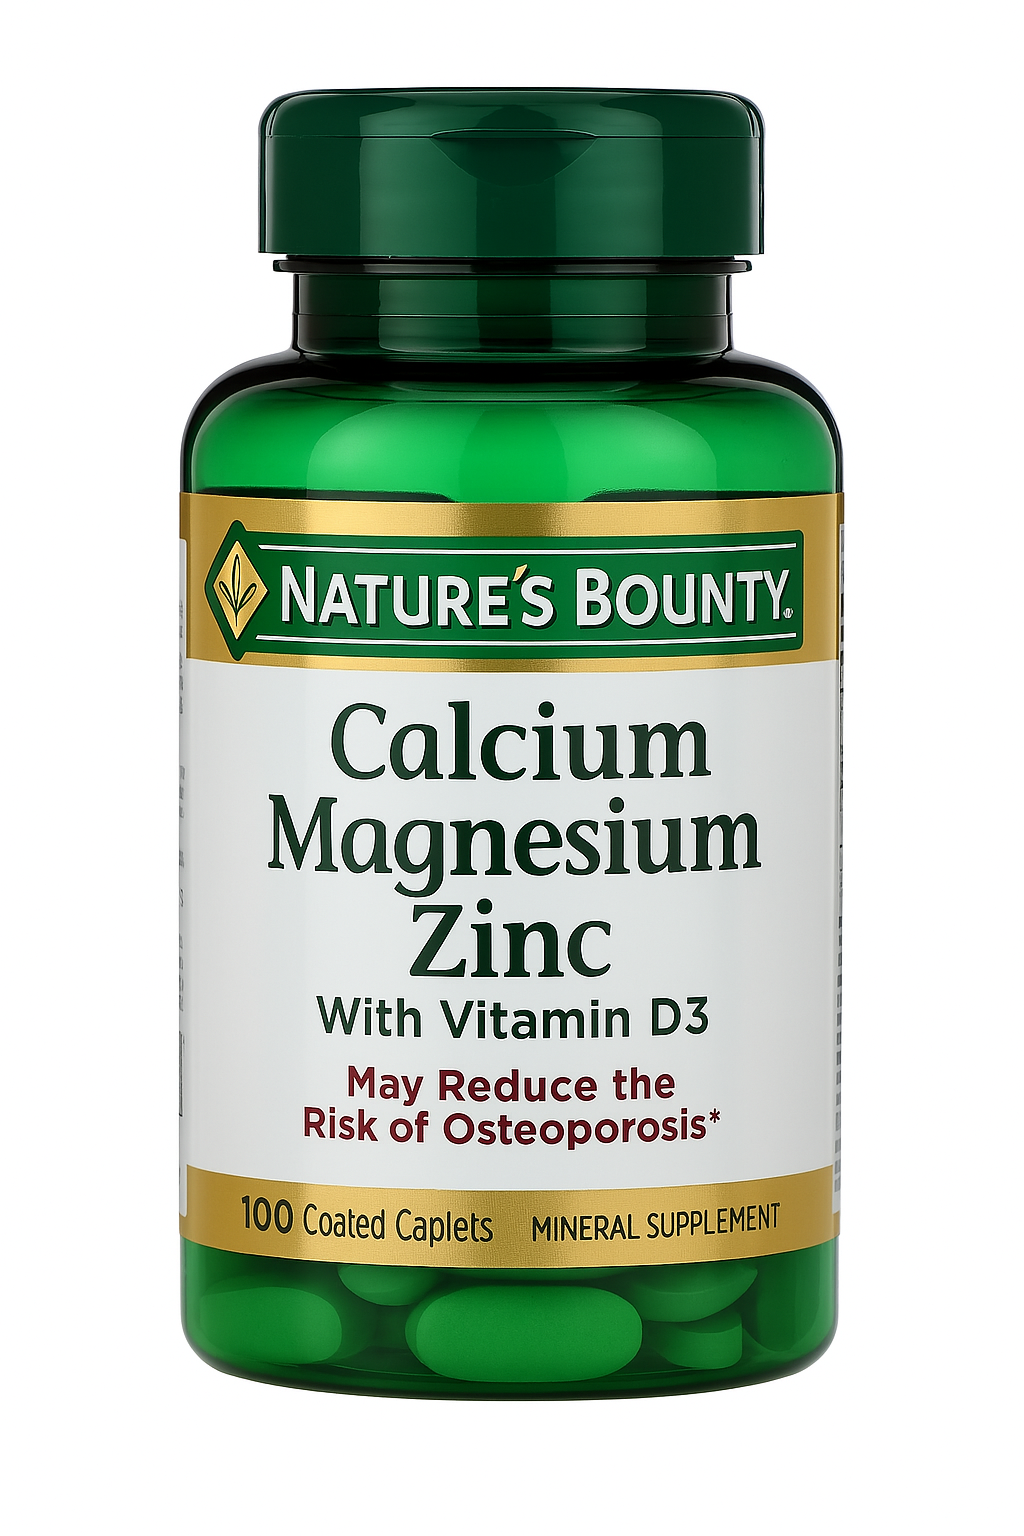 NATURE'S BOUNTY
Calcium
Magnesium
Zinc
With Vitamin D3
May Reduce the
Risk of Osteoporosis*
100 Coated Caplets MINERAL SUPPLEMENT